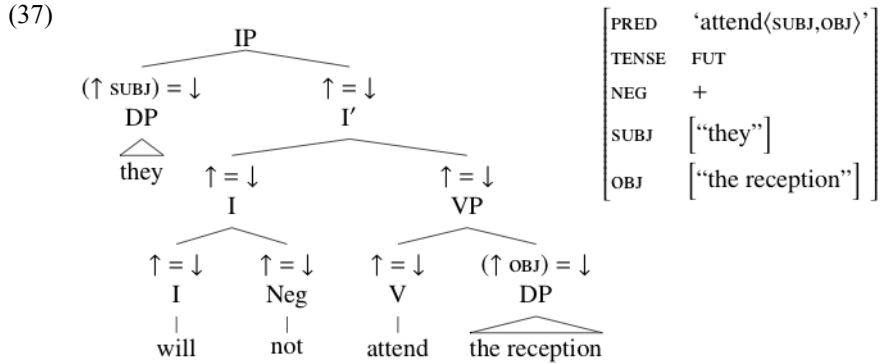 (37)
IP
(↑ SUBJ) = ↓ ↑ = ↓
DP I′
they ↑ = ↓ ↑ = ↓
I VP
↑ = ↓ ↑ = ↓ ↑ = ↓ (↑ OBJ) = ↓
I Neg V DP
will not attend the reception
PRED ‘attend⟨SUBJ,OBJ⟩’
TENSE FUT
NEG +
SUBJ [“they”]
OBJ [“the reception”]